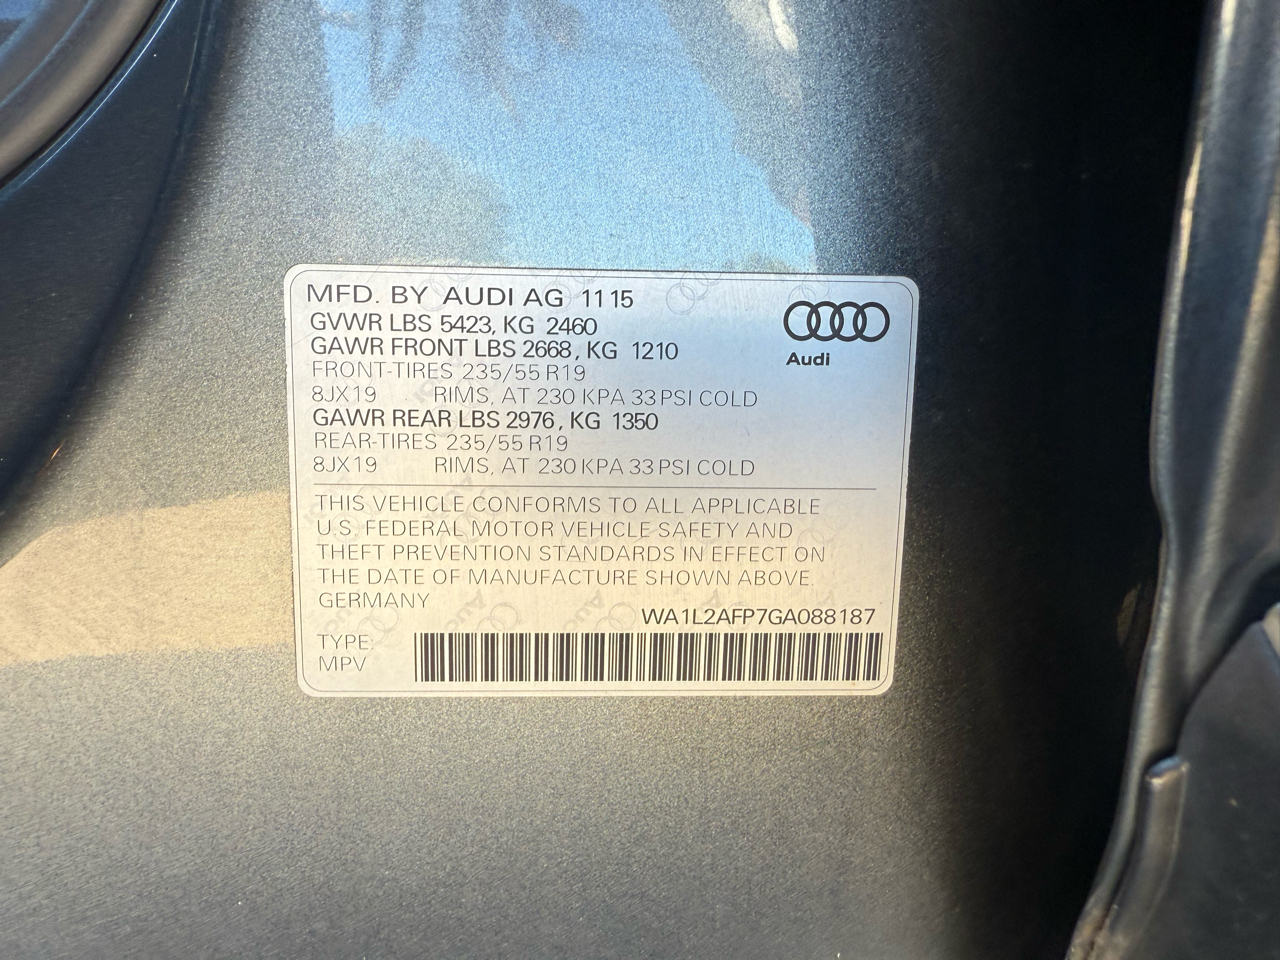 MFD. BY AUDI AG 11 15
GVWR LBS 5423, KG 2460
GAWR FRONT LBS 2668, KG 1210
FRONT-TIRES 235/55 R19
8JX19 RIMS, AT 230 KPA 33 PSI COLD
GAWR REAR LBS 2976, KG 1350
REAR-TIRES 235/55 R19
8JX19 RIMS, AT 230 KPA 33 PSI COLD
Audi
THIS VEHICLE CONFORMS TO ALL APPLICABLE
U.S. FEDERAL MOTOR VEHICLE SAFETY AND
THEFT PREVENTION STANDARDS IN EFFECT ON
THE DATE OF MANUFACTURE SHOWN ABOVE.
GERMANY
WA1L2AFP7GA088187
TYPE:
MPV